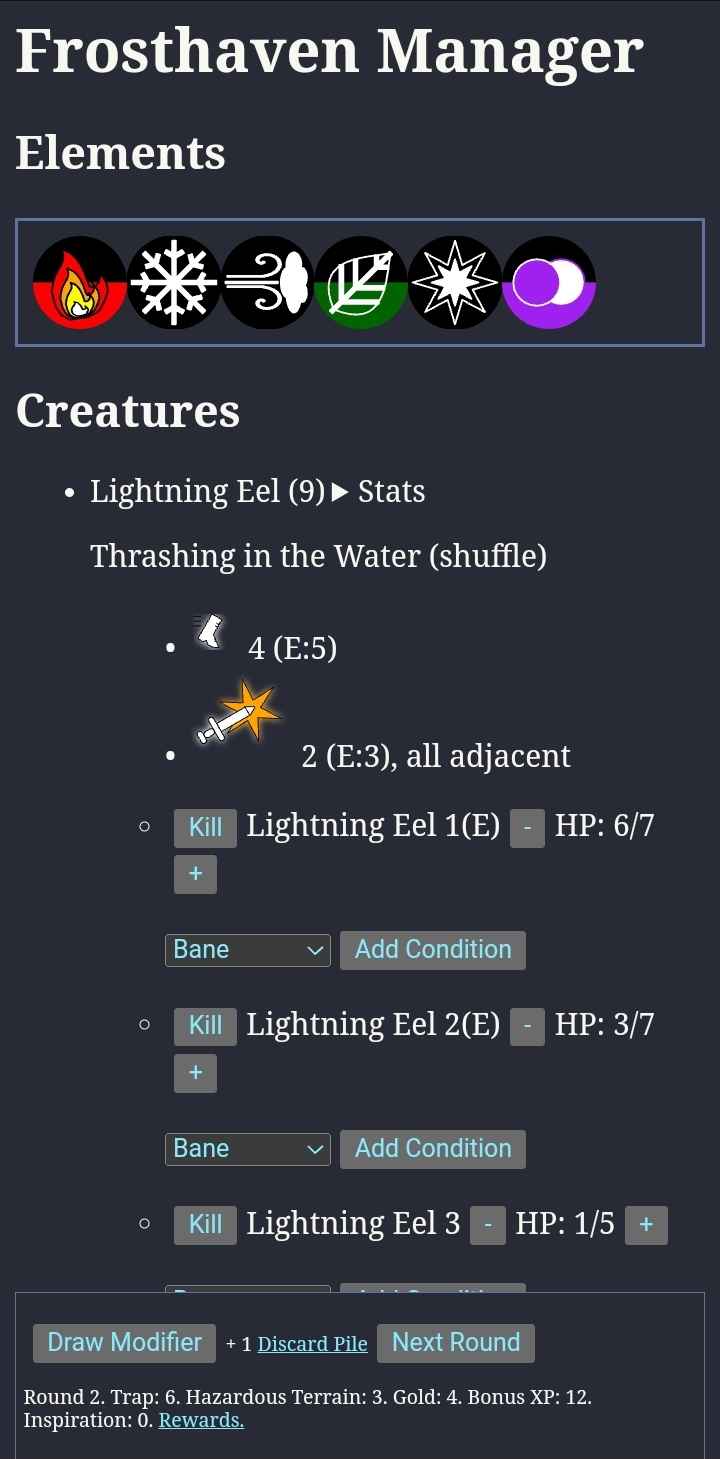 Frosthaven Manager
Elements
Creatures
Lightning Eel (9) ▶ Stats
Thrashing in the Water (shuffle)
4 (E:5)
2 (E:3), all adjacent
Kill Lightning Eel 1(E) - HP: 6/7
+
Bane Add Condition
Kill Lightning Eel 2(E) - HP: 3/7
+
Bane Add Condition
Kill Lightning Eel 3 - HP: 1/5 +
Draw Modifier + 1 Discard Pile Next Round
Round 2. Trap: 6. Hazardous Terrain: 3. Gold: 4. Bonus XP: 12.
Inspiration: 0. Rewards.